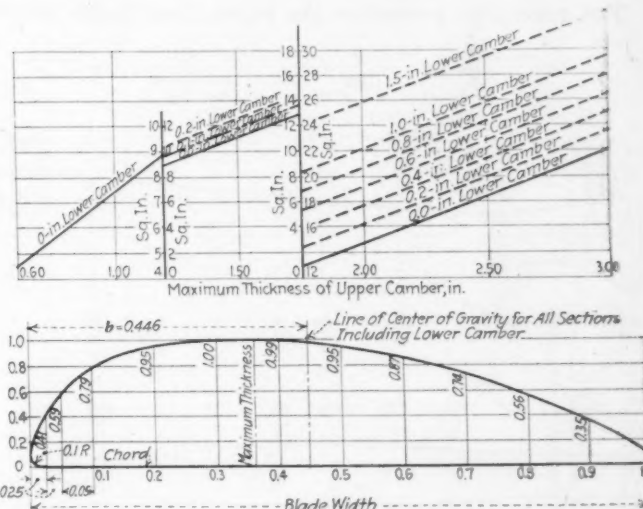 18 30
16 28
1.5-in. Lower Camber
0.2-in. Lower Camber
14 26
10 12
12 24
1.0-in. Lower Camber
0.8-in. Lower Camber
0.6-in. Lower Camber
0.4-in. Lower Camber
0.2-in. Lower Camber
0.0-in. Lower Camber
0-in. Lower Camber
Sq.In.
Sq.In.
Sq.In.
Sq.In.
9 10
10 22
8 8
8 20
7 6
6 18
6 4
4 16
5 2
4 0
0 12
0.60 1.00 1.50 2.00 2.50 3.00
Maximum Thickness of Upper Camber, in.
b=0.446
Line of Center of Gravity for All Sections
Including Lower Camber
1.0
0.8
0.6
0.4
0.2
0
0.41
0.59
0.79
0.95
1.00
Maximum Thickness
0.99
0.95
0.87
0.74
0.56
0.35
0.1R
Chord
0.1 0.2 0.3 0.4 0.5 0.6 0.7 0.8 0.9
025
0.05
Blade Width